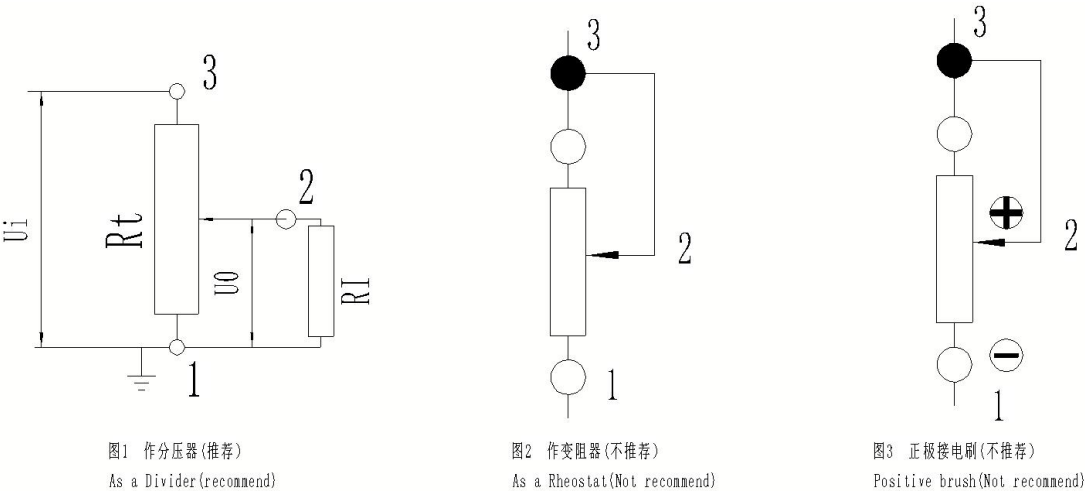 3
2
Ui
Rt
U0
RI
1
图1 作分压器(推荐)
As a Divider(recommend)
3
2
1
图2 作变阻器(不推荐)
As a Rheostat(Not recommend)
3
2
1
图3 正极接电刷(不推荐)
Positive brush(Not recommend)